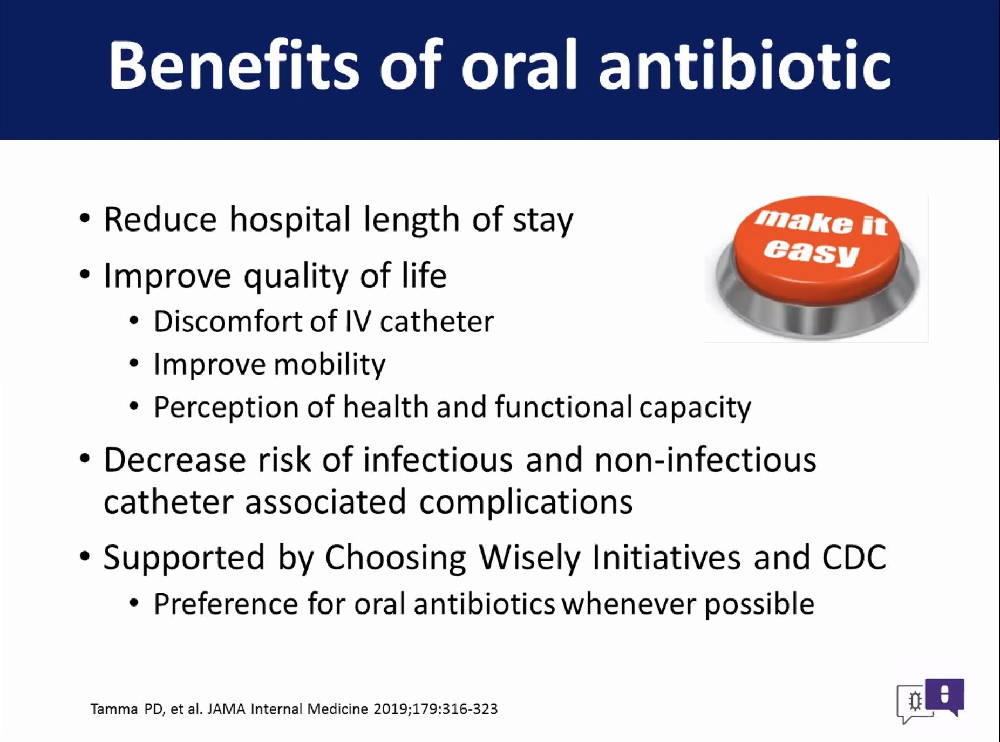 Benefits of oral antibiotic
• Reduce hospital length of stay
• Improve quality of life
• Discomfort of IV catheter
• Improve mobility
• Perception of health and functional capacity
• Decrease risk of infectious and non-infectious
catheter associated complications
• Supported by Choosing Wisely Initiatives and CDC
• Preference for oral antibiotics whenever possible
make it
easy
Tamma PD, et al. JAMA Internal Medicine 2019;179:316-323